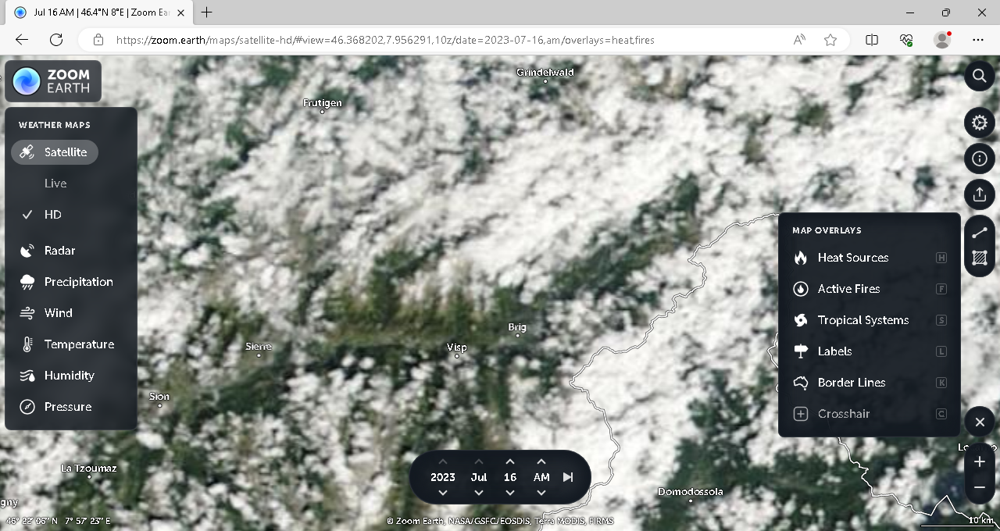 Jul 16 AM | 46.4°N 8°E | Zoom Ea
https://zoom.earth/maps/satellite-hd/#view=46.368202,7.956291,10z/date=2023-07-16,am/overlays=heat,fires
ZOOM
EARTH
WEATHER MAPS
Satellite
Live
HD
Radar
Precipitation
Wind
Temperature
Humidity
Pressure
Grindelwald
Frutigen
Brig
Sierre
Visp
Sion
La Tzoumaz
gny
Domodossola
MAP OVERLAYS
Heat Sources H
Active Fires F
Tropical Systems S
Labels L
Border Lines K
Crosshair C
2023 Jul 16 AM
46° 22' 06" N 7° 57' 23" E
© Zoom Earth, NASA/GSFC/EOSDIS, Terra MODIS, FIRMS
10 km